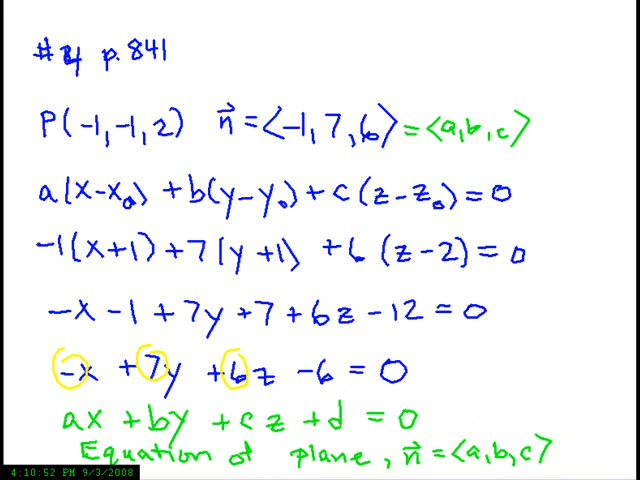 #4 p.841
P(-1,-1,2) n⃗ = ⟨-1,7,6⟩ = ⟨a,b,c⟩
a(x-x₀) + b(y-y₀) + c(z-z₀) = 0
-1(x+1) + 7(y+1) + 6(z-2) = 0
-x - 1 + 7y + 7 + 6z - 12 = 0
-x + 7y + 6z - 6 = 0
ax + by + cz + d = 0
Equation of plane, n⃗ = ⟨a,b,c⟩
4:10:52 PM 9/3/2008